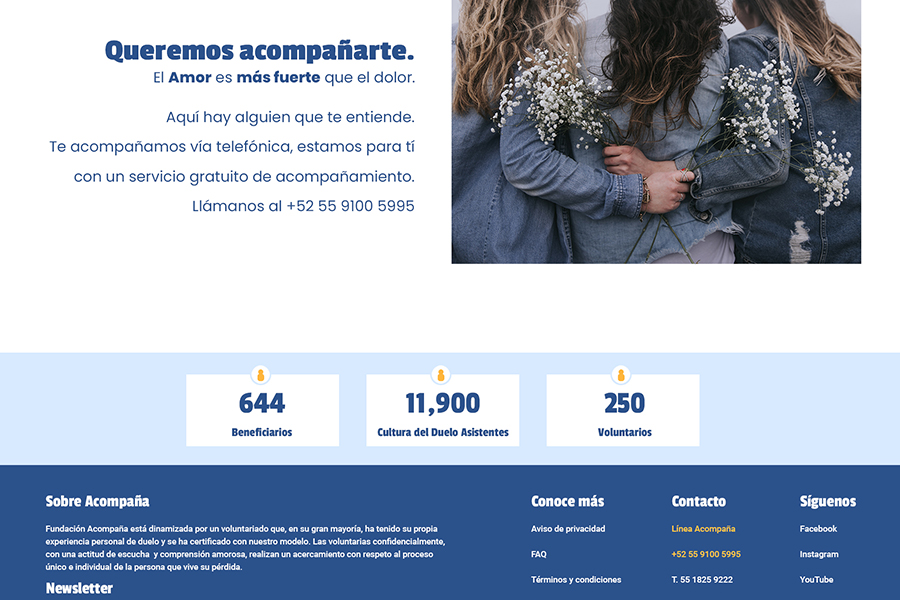 Queremos acompañarte.
El Amor es más fuerte que el dolor.
Aquí hay alguien que te entiende.
Te acompañamos vía telefónica, estamos para tí
con un servicio gratuito de acompañamiento.
Llámanos al +52 55 9100 5995
644
Beneficiarios
11,900
Cultura del Duelo Asistentes
250
Voluntarios
Sobre Acompaña
Fundación Acompaña está dinamizada por un voluntariado que, en su gran mayoría, ha tenido su propia
experiencia personal de duelo y se ha certificado con nuestro modelo. Las voluntarias confidencialmente,
con una actitud de escucha y comprensión amorosa, realizan un acercamiento con respeto al proceso
único e individual de la persona que vive su pérdida.
Newsletter
Conoce más
Aviso de privacidad
FAQ
Términos y condiciones
Contacto
Línea Acompaña
+52 55 9100 5995
T. 55 1825 9222
Síguenos
Facebook
Instagram
YouTube